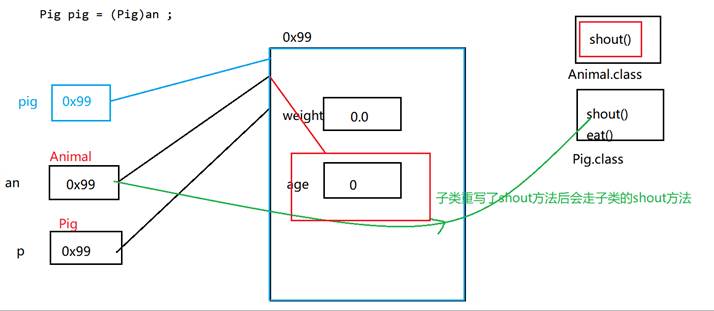 Pig pig = (Pig)an ;
0x99
shout()
Animal.class
pig
0x99
weight
0.0
shout()
eat()
Pig.class
Animal
an
0x99
age
0
子类重写了shout方法后会走子类的shout方法
Pig
p
0x99